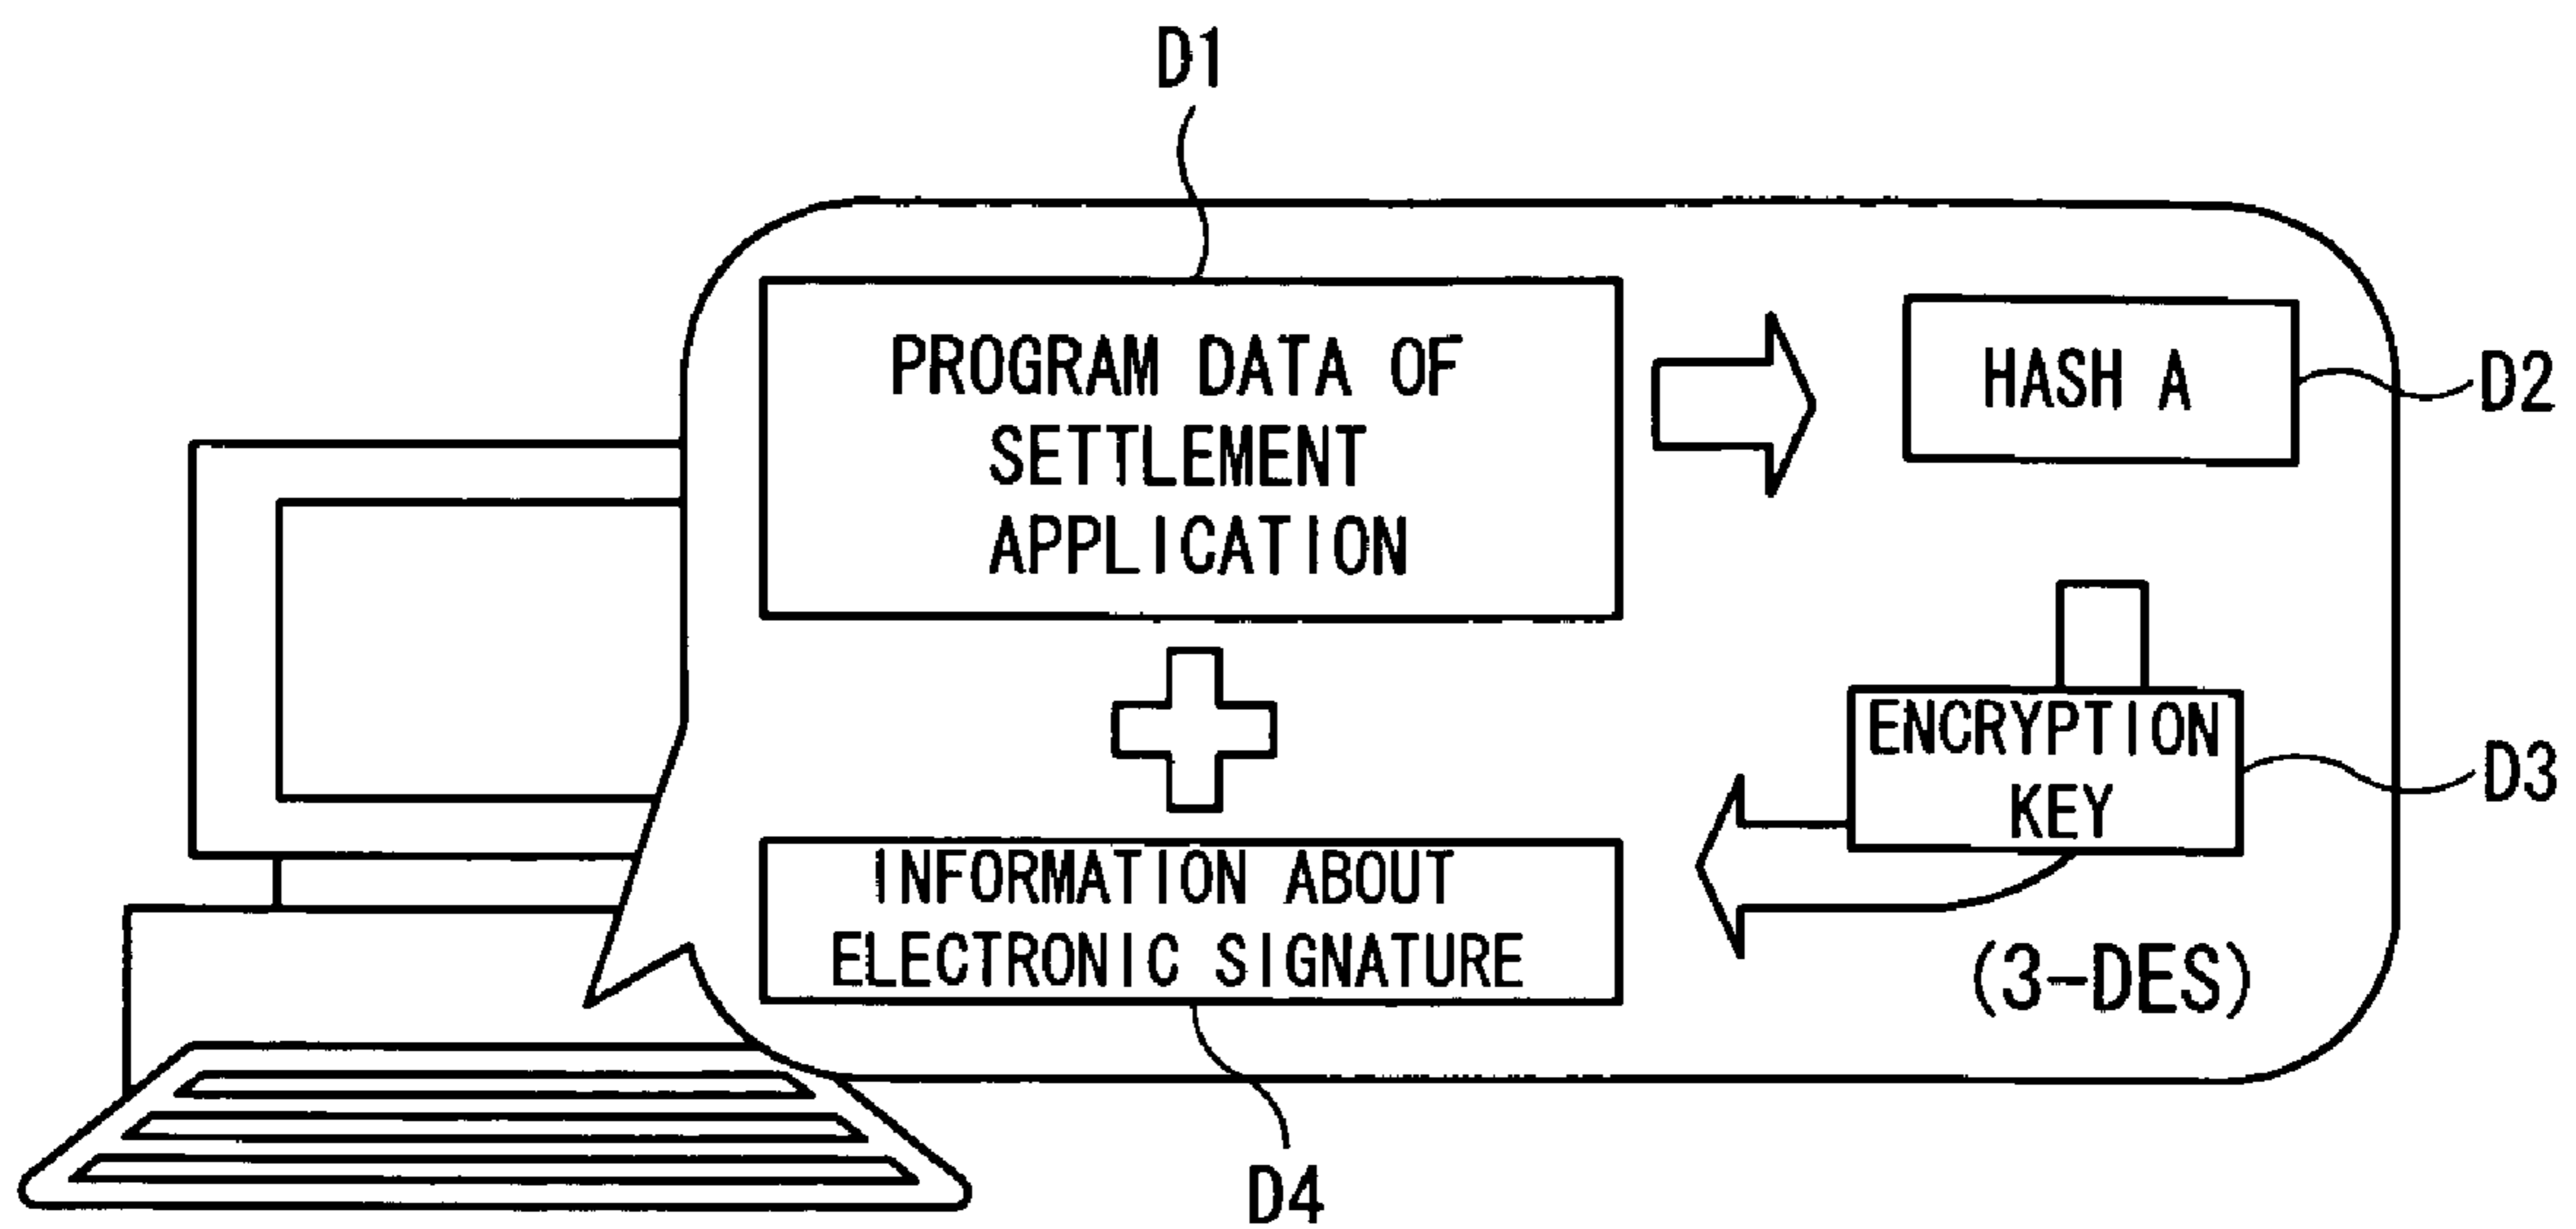 D1
PROGRAM DATA OF
SETTLEMENT
APPLICATION
HASH A
D2
ENCRYPTION
KEY
D3
INFORMATION ABOUT
ELECTRONIC SIGNATURE
(3-DES)
D4